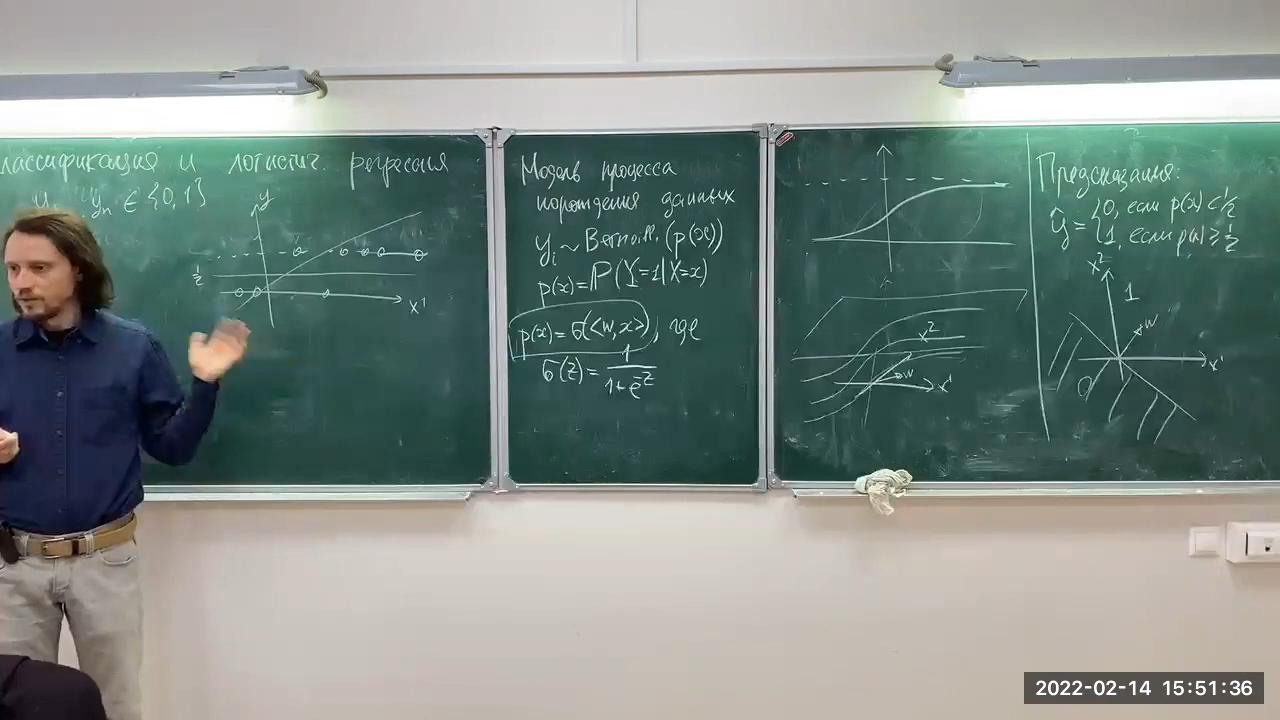 лассификация и логистич. регрессия
y₁ yₙ ∈ {0,1}
y
1/2
x¹
Модель процесса
порождения данных
yᵢ ~ Bernoulli (p(x))
p(x) = P(Y=1|X=x)
p(x) = σ(<w,x>), где
σ(z) = 1/(1+e^-z)
x²
w
x¹
Предсказания:
ŷ = {0, если p(x) < 1/2
{1, если p(x) ≥ 1/2
x²
1
w
x¹
0
2022-02-14 15:51:36